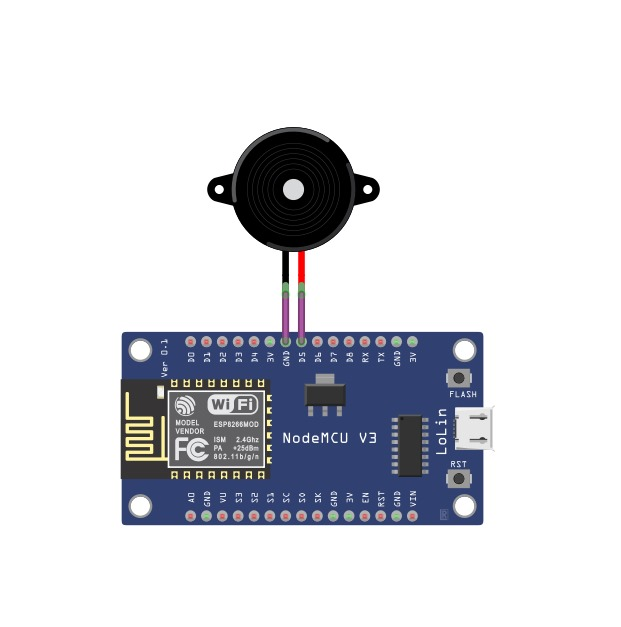 Ver 0.1
D0 D1 D2 D3 D4 3V GND D5 D6 D7 D8 RX TX GND 3V
FLASH
WiFi
MODEL ESP8266MOD
VENDOR
FC
ISM 2.4Ghz
PA +25dBm
802.11b/g/n
NodeMCU V3
LoLin
RST
A0 GND VU S3 S2 S1 SC SO SK GND 3V EN RST GND VIN